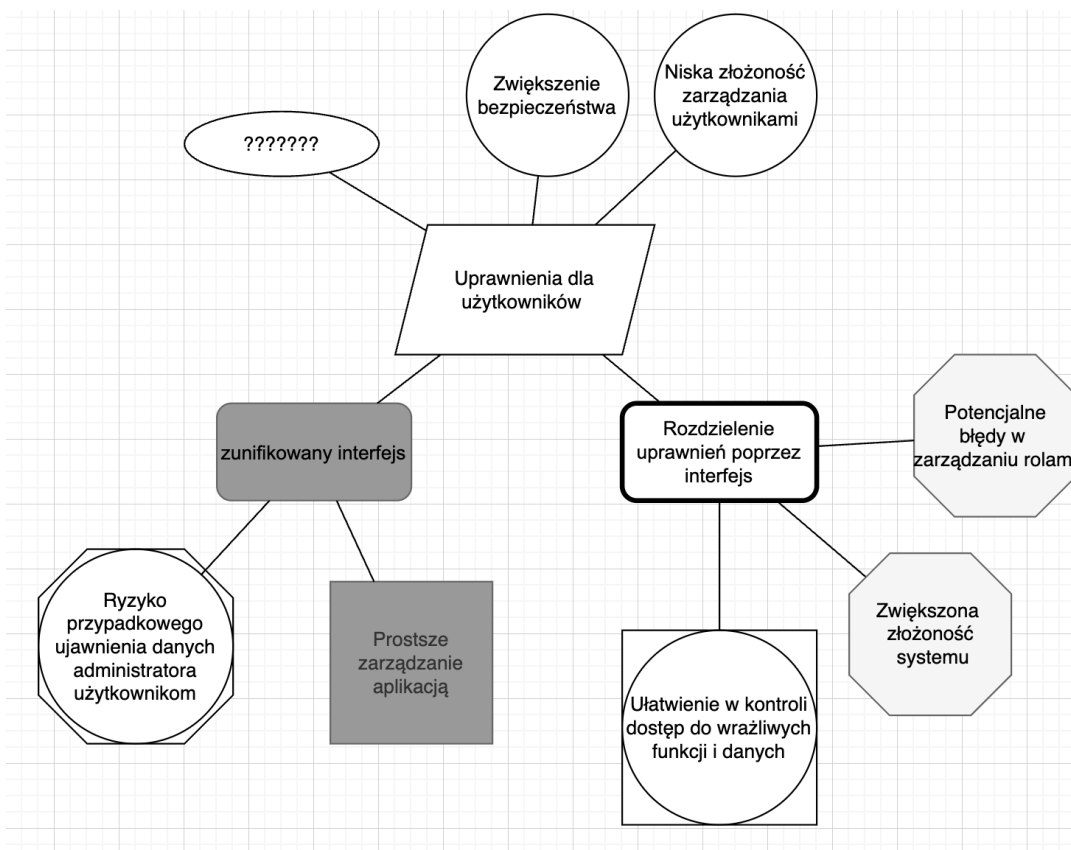 Zwiększenie
bezpieczeństwa
Niska złożoność
zarządzania
użytkownikami
???????
Uprawnienia dla
użytkowników
zunifikowany interfejs
Rozdzielenie
uprawnień poprzez
interfejs
Potencjalne
błędy w
zarządzaniu rolam
Ryzyko
przypadkowego
ujawnienia danych
administratora
użytkownikom
Prostsze
zarządzanie
aplikacją
Zwiększona
złożoność
systemu
Ułatwienie w kontroli
dostęp do wrażliwych
funkcji i danych